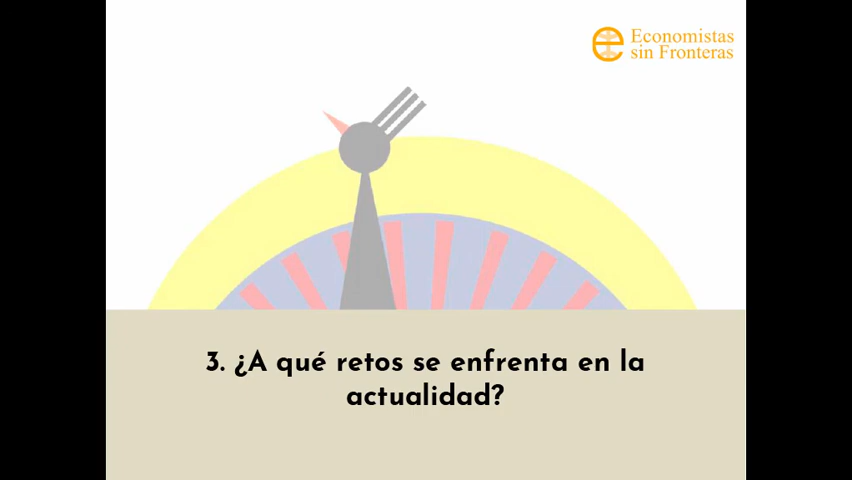 Economistas
sin Fronteras
3. ¿A qué retos se enfrenta en la
actualidad?